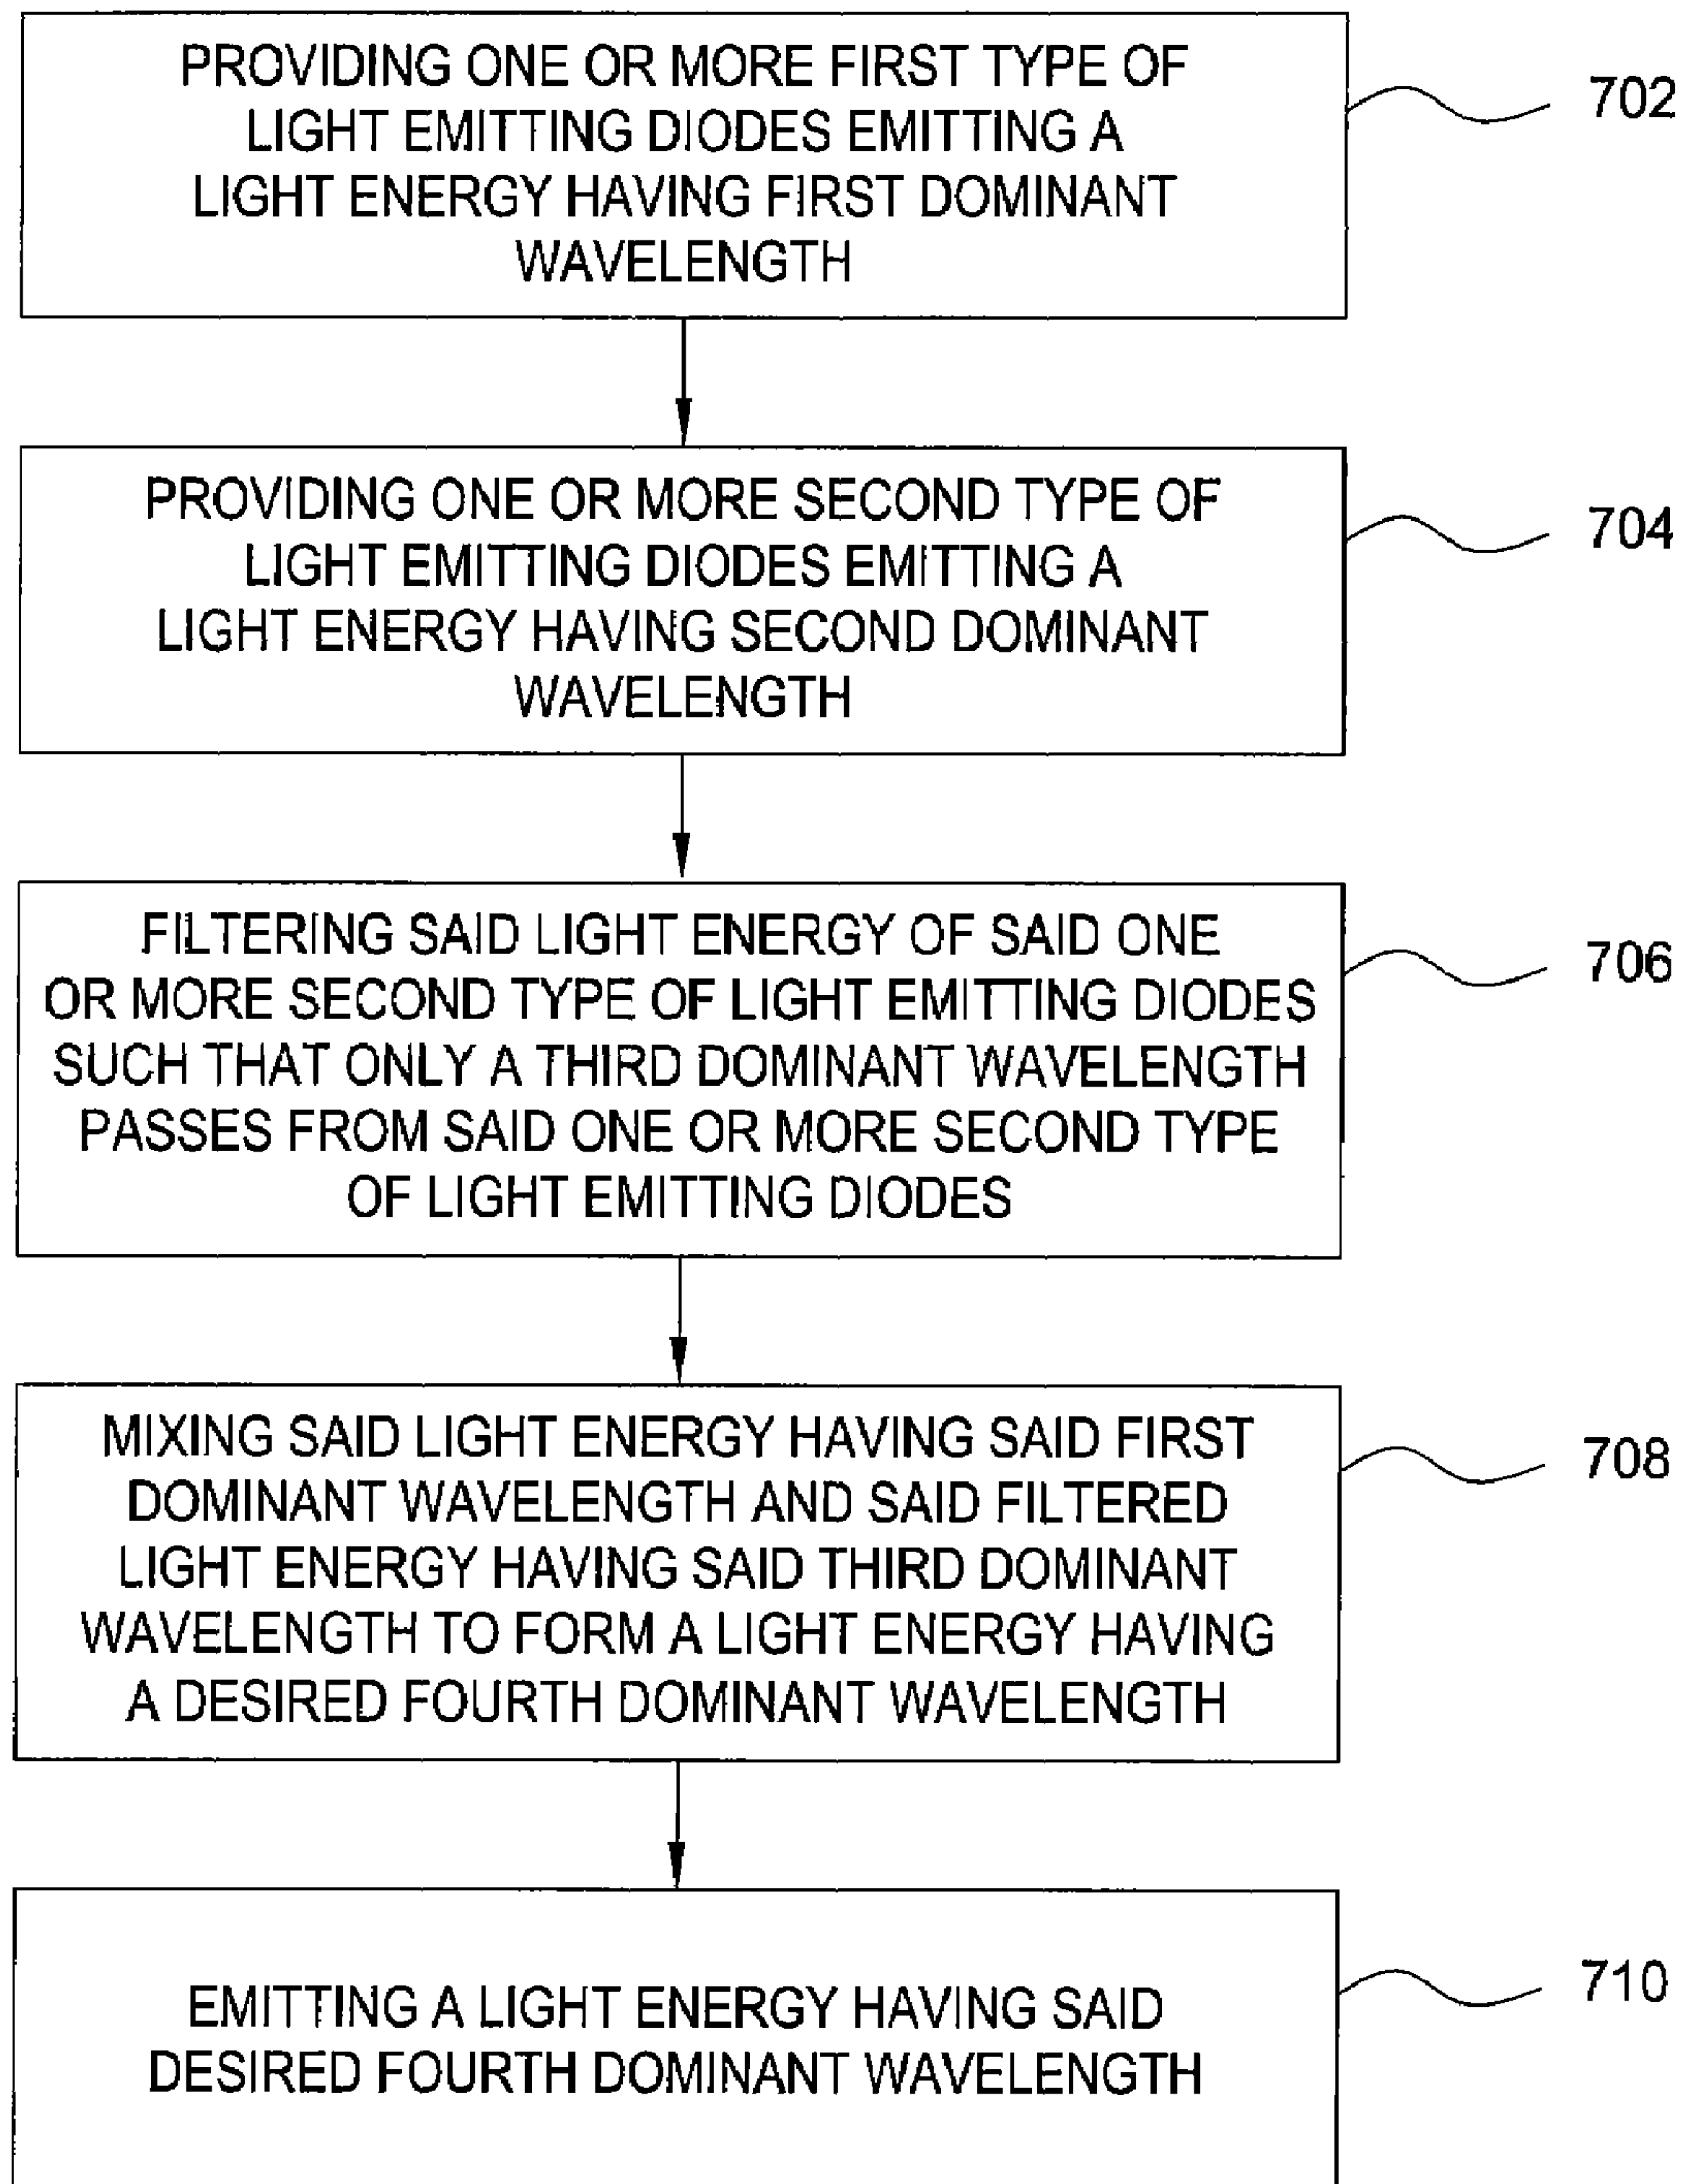 PROVIDING ONE OR MORE FIRST TYPE OF
LIGHT EMITTING DIODES EMITTING A
LIGHT ENERGY HAVING FIRST DOMINANT
WAVELENGTH
702
PROVIDING ONE OR MORE SECOND TYPE OF
LIGHT EMITTING DIODES EMITTING A
LIGHT ENERGY HAVING SECOND DOMINANT
WAVELENGTH
704
FILTERING SAID LIGHT ENERGY OF SAID ONE
OR MORE SECOND TYPE OF LIGHT EMITTING DIODES
SUCH THAT ONLY A THIRD DOMINANT WAVELENGTH
PASSES FROM SAID ONE OR MORE SECOND TYPE
OF LIGHT EMITTING DIODES
706
MIXING SAID LIGHT ENERGY HAVING SAID FIRST
DOMINANT WAVELENGTH AND SAID FILTERED
LIGHT ENERGY HAVING SAID THIRD DOMINANT
WAVELENGTH TO FORM A LIGHT ENERGY HAVING
A DESIRED FOURTH DOMINANT WAVELENGTH
708
EMITTING A LIGHT ENERGY HAVING SAID
DESIRED FOURTH DOMINANT WAVELENGTH
710